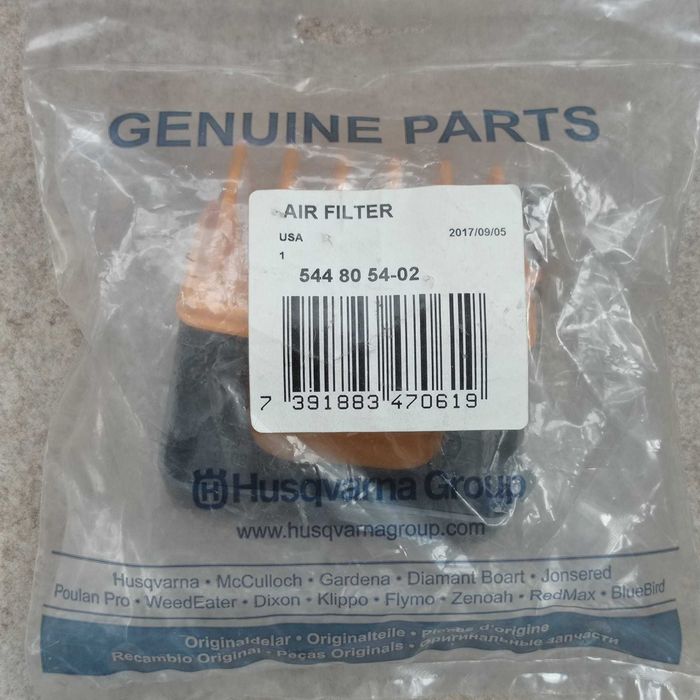 GENUINE PARTS
AIR FILTER
USA
2017/09/05
1
544 80 54-02
7 391883 470619
Husqvarna Group
www.husqvarnagroup.com
Husqvarna • McCulloch • Gardena • Diamant Boart • Jonsered
Poulan Pro • WeedEater • Dixon • Klippo • Flymo • Zenoah • RedMax • BlueBird
Originaldelar • Originalteile • Pièces d'origine
Recambio Original • Peças Originais • Оригинальные запчасти